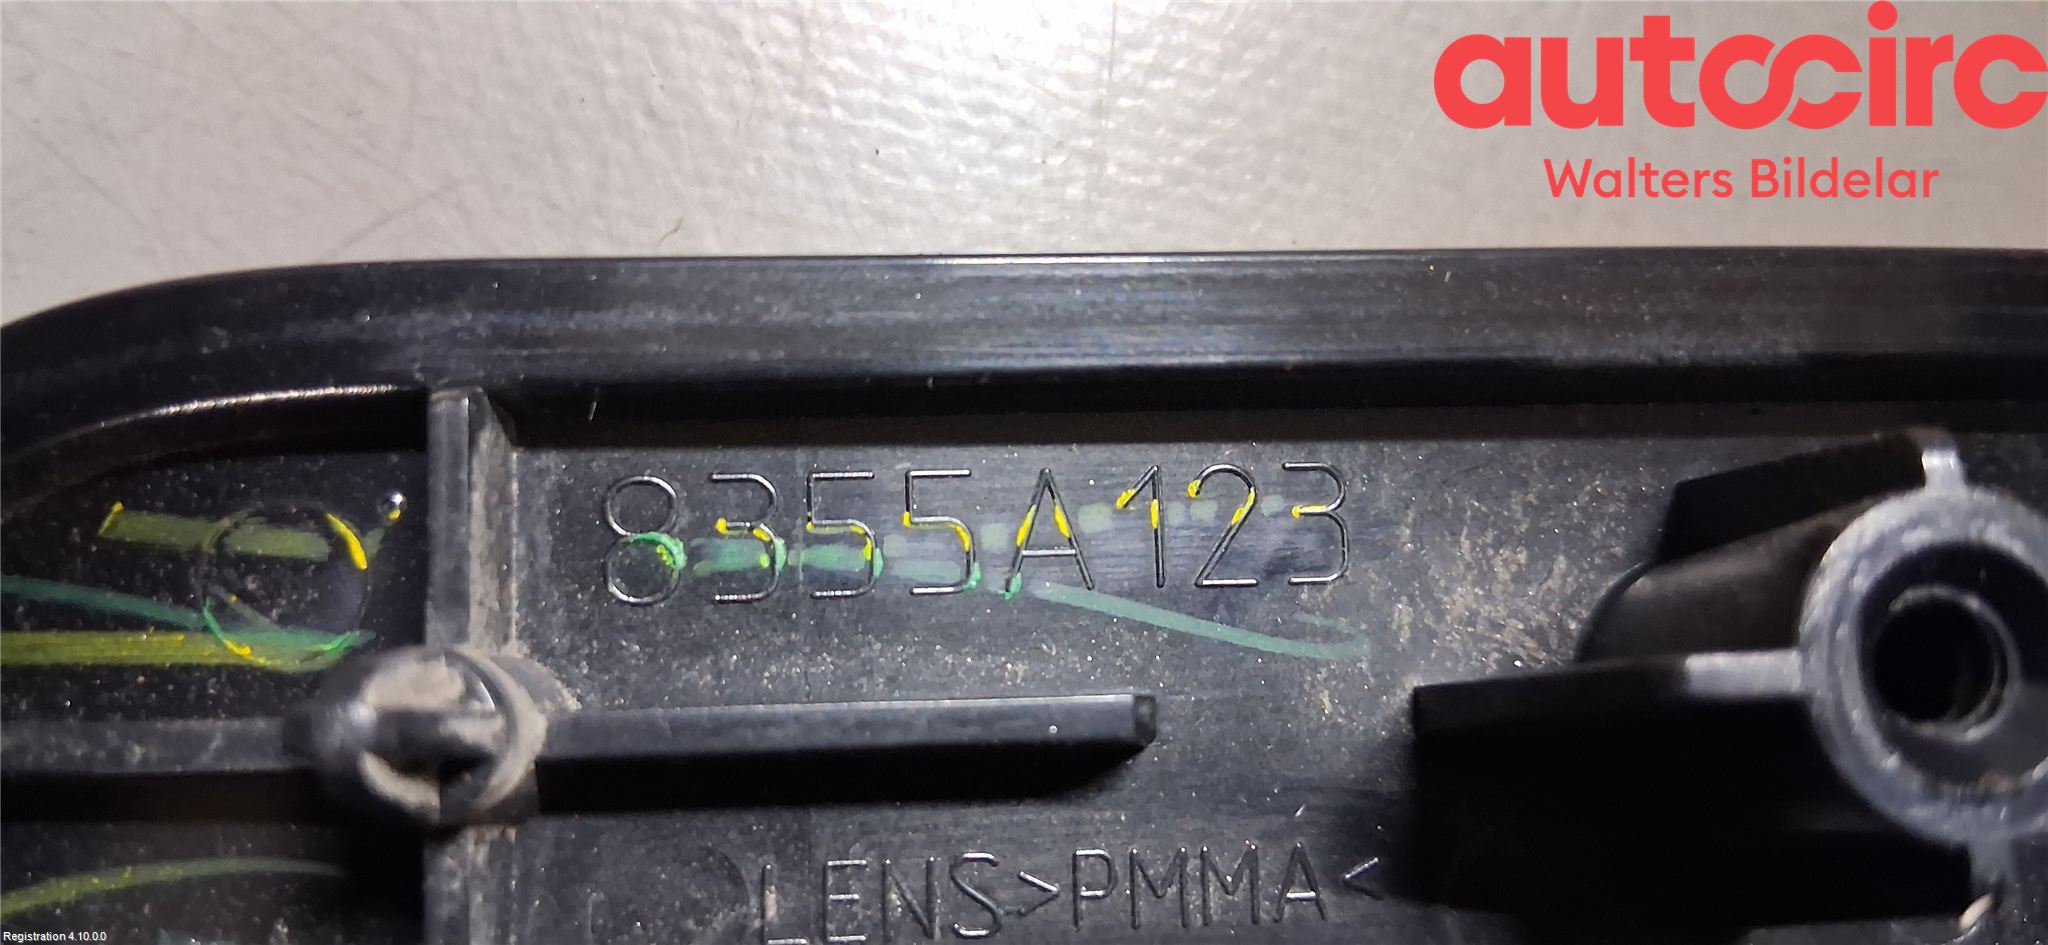 autocirc
Walters Bildelar
8355A123
LENS>PMMA<
Registration 4.10.0.0